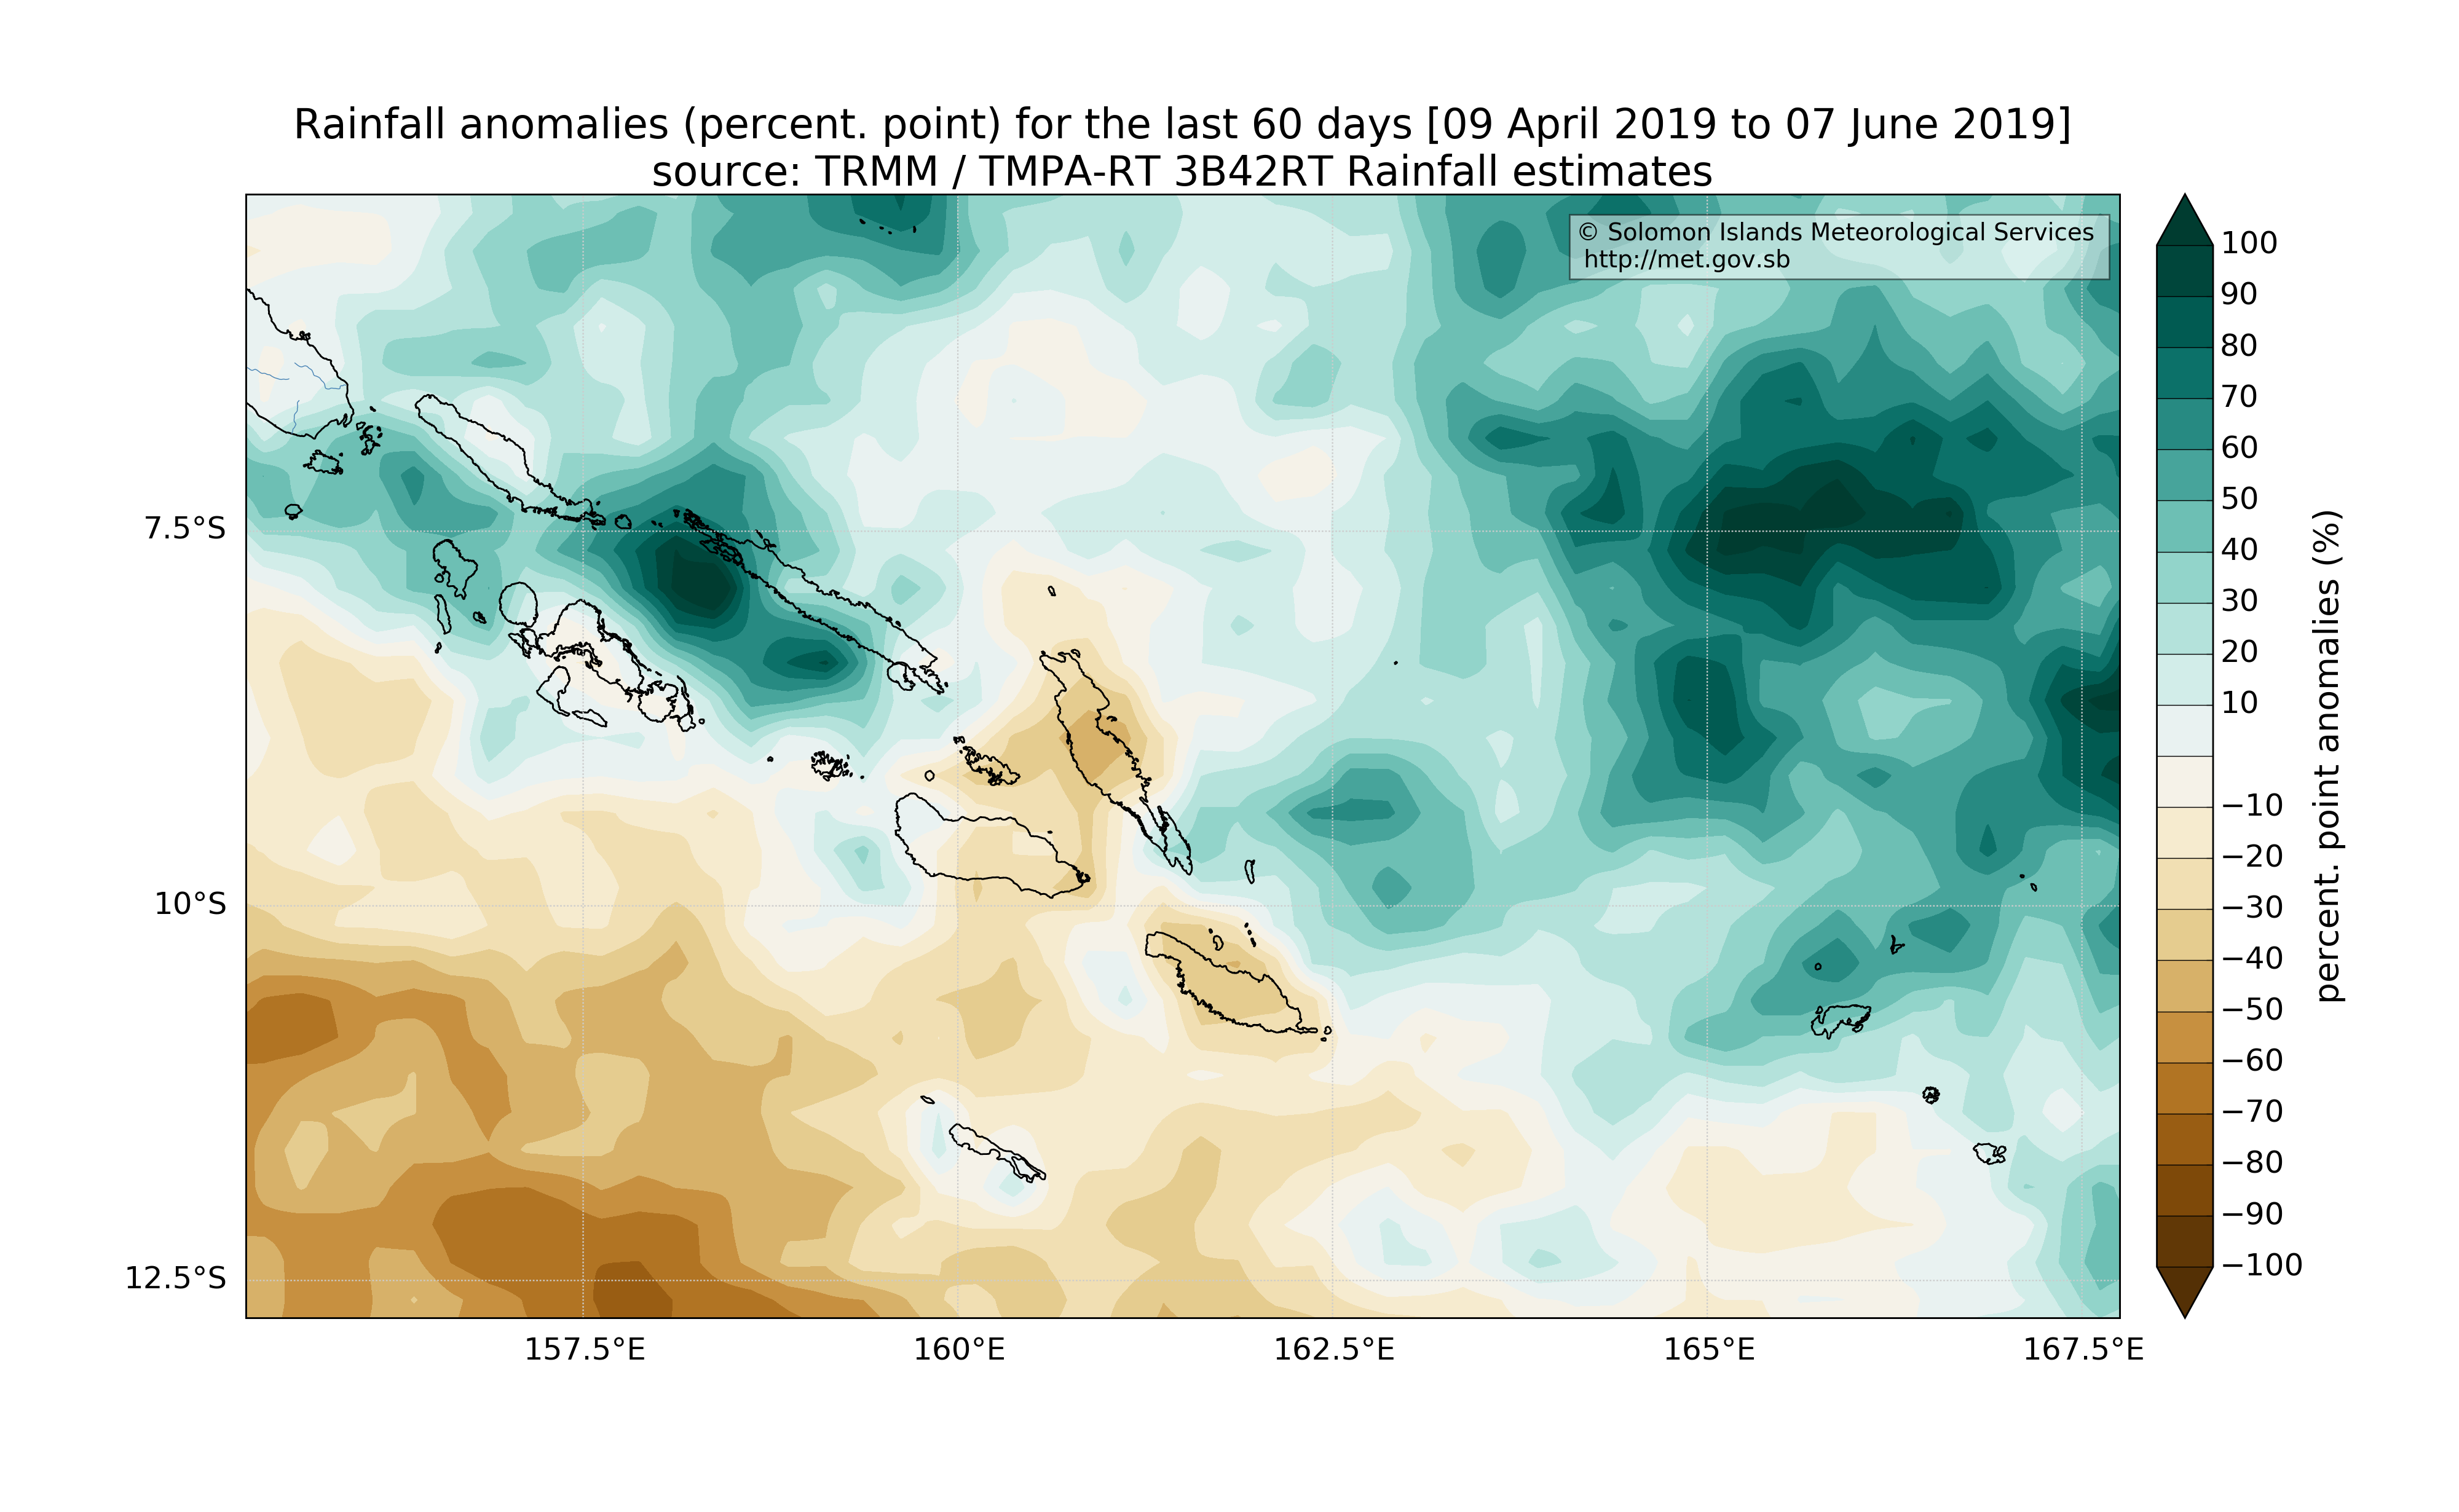 Rainfall anomalies (percent. point) for the last 60 days [09 April 2019 to 07 June 2019]
source: TRMM / TMPA-RT 3B42RT Rainfall estimates
© Solomon Islands Meteorological Services
http://met.gov.sb
7.5°S
10°S
12.5°S
157.5°E
160°E
162.5°E
165°E
167.5°E
100
90
80
70
60
50
40
30
20
10
−10
−20
−30
−40
−50
−60
−70
−80
−90
−100
percent. point anomalies (%)